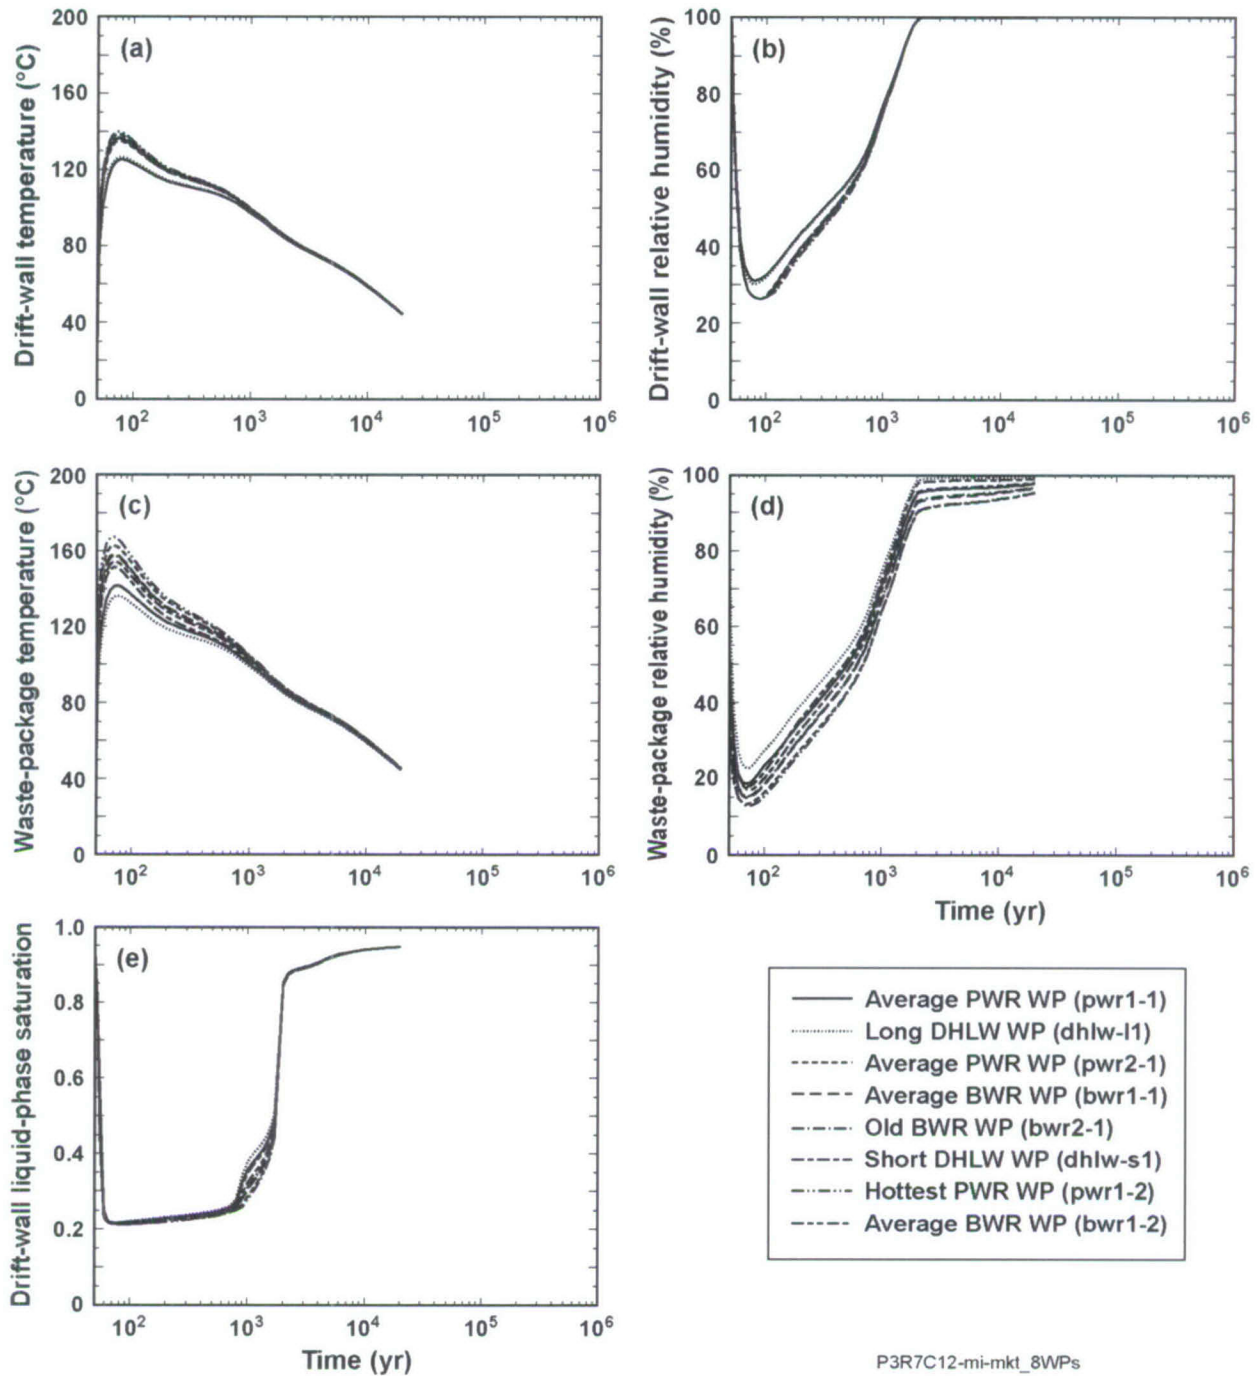 (a)
Drift-wall temperature (°C)
200
160
120
80
40
0
10²
10³
10⁴
10⁵
10⁶
(b)
Drift-wall relative humidity (%)
100
80
60
40
20
0
10²
10³
10⁴
10⁵
10⁶
(c)
Waste-package temperature (°C)
200
160
120
80
40
0
10²
10³
10⁴
10⁵
10⁶
(d)
Waste-package relative humidity (%)
100
80
60
40
20
0
10²
10³
10⁴
10⁵
10⁶
Time (yr)
(e)
Drift-wall liquid-phase saturation
1.0
0.8
0.6
0.4
0.2
0
10²
10³
10⁴
10⁵
10⁶
Time (yr)
Average PWR WP (pwr1-1)
Long DHLW WP (dhlw-l1)
Average PWR WP (pwr2-1)
Average BWR WP (bwr1-1)
Old BWR WP (bwr2-1)
Short DHLW WP (dhlw-s1)
Hottest PWR WP (pwr1-2)
Average BWR WP (bwr1-2)
P3R7C12-mi-mkt_8WPs